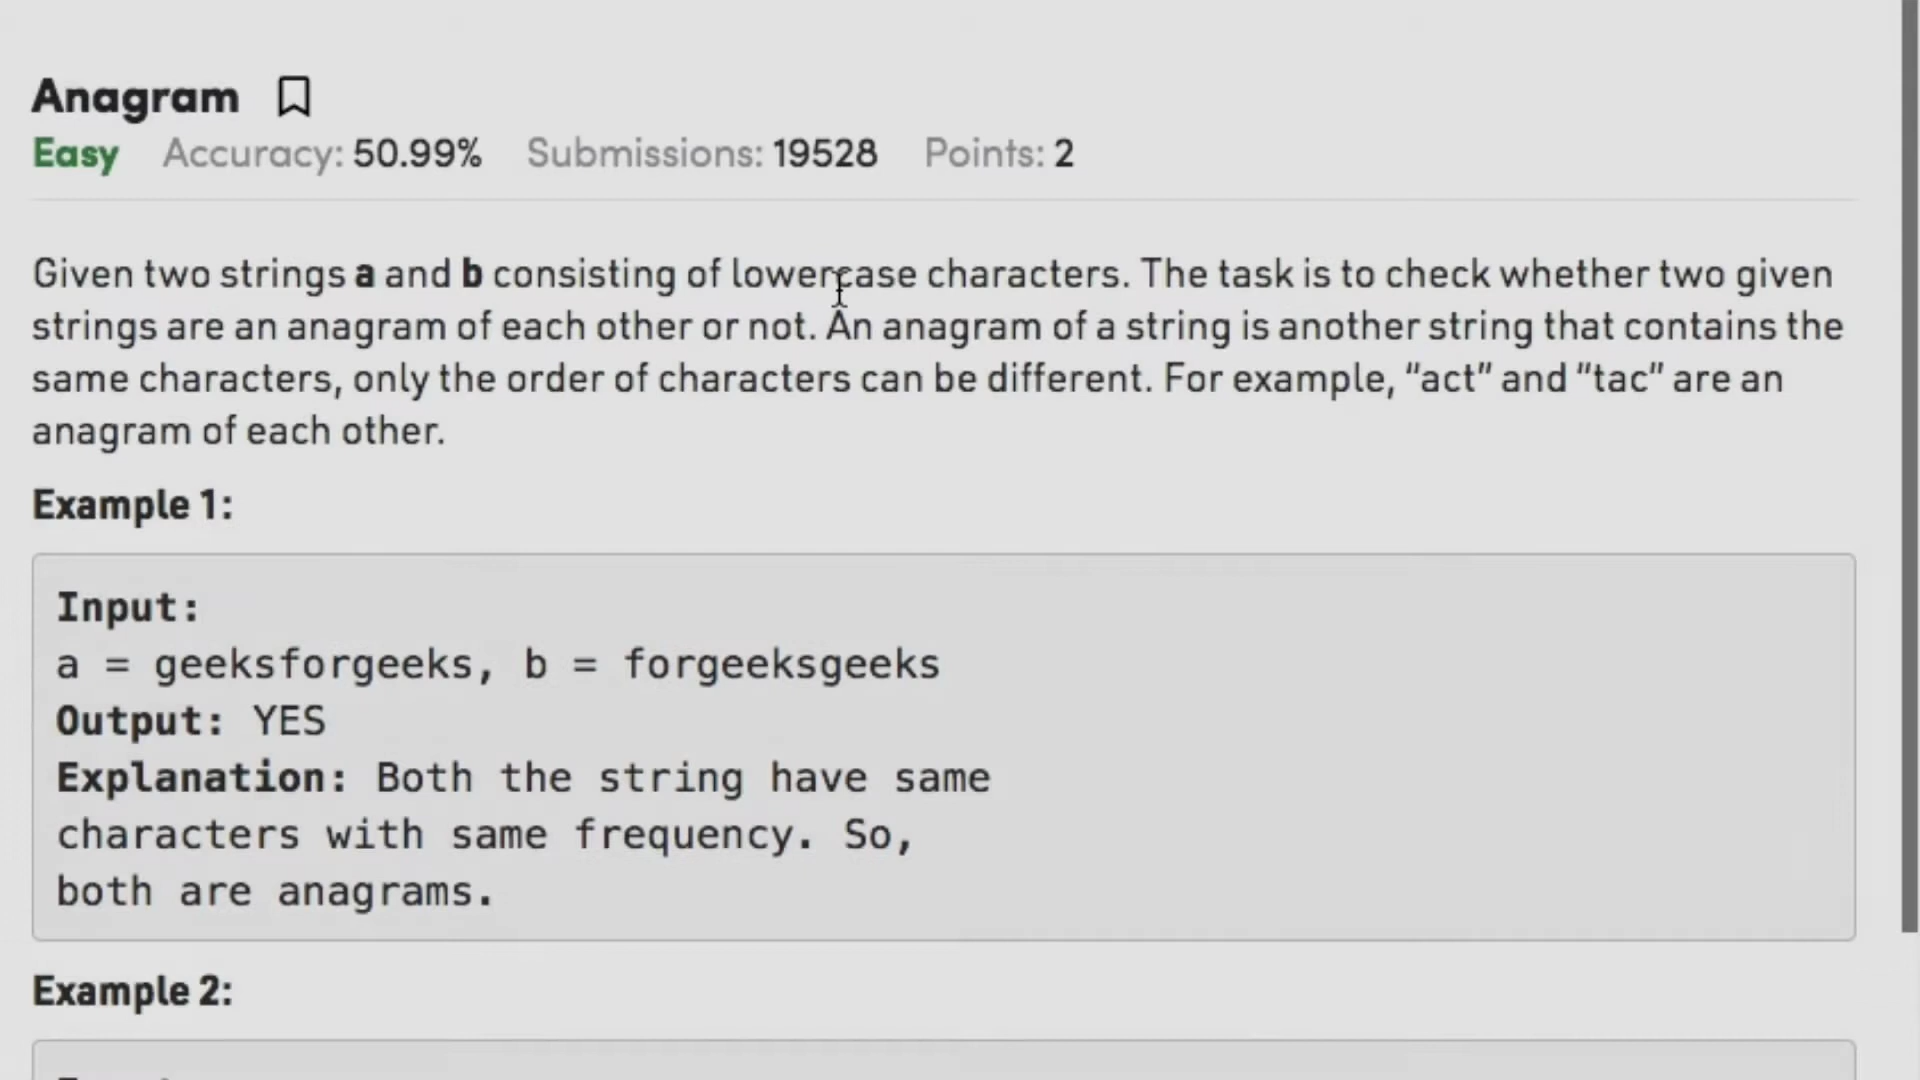 Anagram
Easy Accuracy: 50.99% Submissions: 19528 Points: 2
Given two strings a and b consisting of lowercase characters. The task is to check whether two given
strings are an anagram of each other or not. An anagram of a string is another string that contains the
same characters, only the order of characters can be different. For example, “act” and “tac” are an
anagram of each other.
Example 1:
Input:
a = geeksforgeeks, b = forgeeksgeeks
Output: YES
Explanation: Both the string have same
characters with same frequency. So,
both are anagrams.
Example 2: